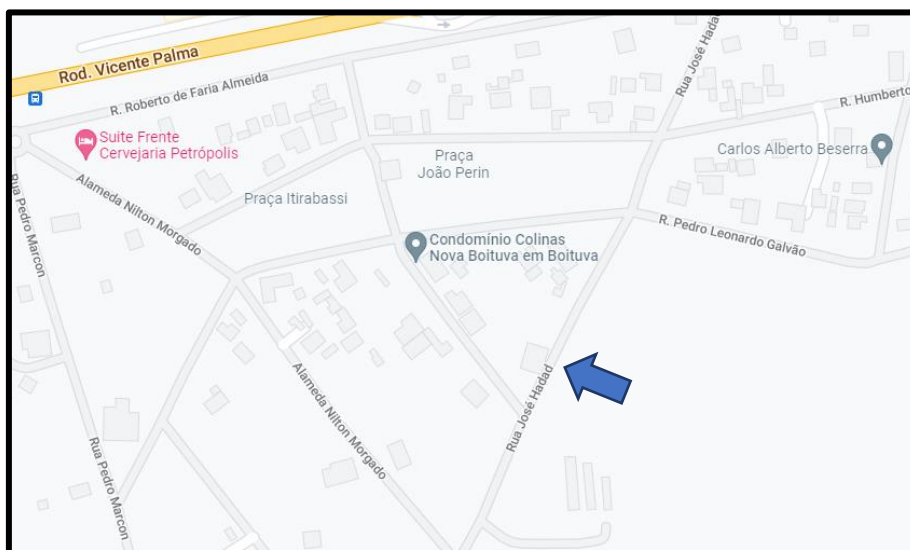 Rod. Vicente Palma
R. Roberto de Faria Almeida
Rua José Hadad
R. Humberto
Suite Frente
Cervejaria Petrópolis
Praça
João Perin
Carlos Alberto Beserra
Rua Pedro Marcon
Alameda Nilton Morgado
Praça Itirabassi
R. Pedro Leonardo Galvão
Condomínio Colinas
Nova Boituva em Boituva
Alameda Nilton Morgado
Rua José Hadad
Rua Pedro Marcon